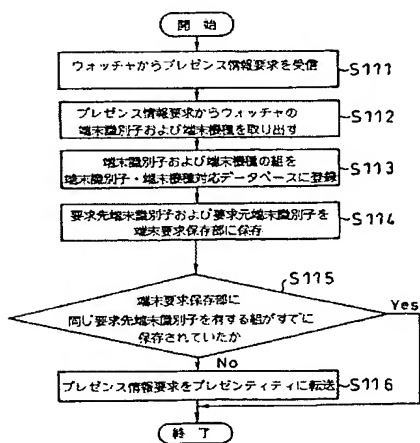 開始
ウォッチャからプレゼンス情報要求を受信
S111
プレゼンス情報要求からウォッチャの
端末識別子および端末機種を取り出す
S112
端末識別子および端末機種の組を
端末識別子・端末機種対応データベースに登録
S113
要求先端末識別子および要求元端末識別子を
端末要求保存部に保存
S114
S115
端末要求保存部に
同じ要求先端末識別子を有する組がすでに
保存されていたか
Yes
No
プレゼンス情報要求をプレゼンティティに転送
S116
終了